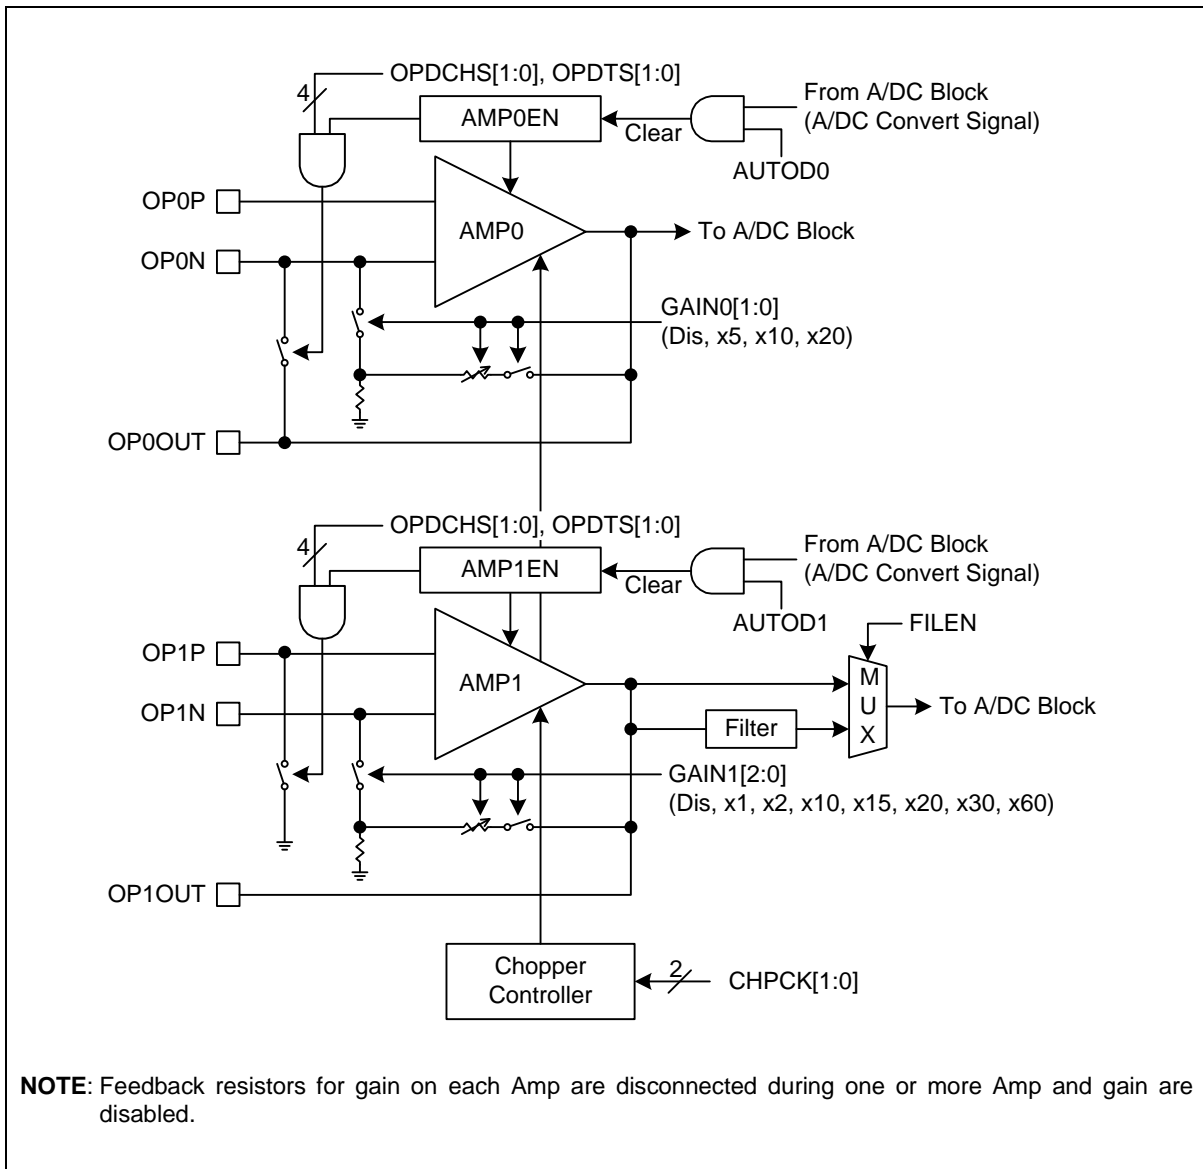 OPDCHS[1:0], OPDTS[1:0]
4
AMP0EN
Clear
From A/DC Block
(A/DC Convert Signal)
AUTOD0
OP0P
AMP0
To A/DC Block
OP0N
GAIN0[1:0]
(Dis, x5, x10, x20)
OP0OUT
OPDCHS[1:0], OPDTS[1:0]
4
AMP1EN
Clear
From A/DC Block
(A/DC Convert Signal)
AUTOD1
FILEN
OP1P
AMP1
MUX
To A/DC Block
OP1N
Filter
GAIN1[2:0]
(Dis, x1, x2, x10, x15, x20, x30, x60)
OP1OUT
Chopper
Controller
2
CHPCK[1:0]
NOTE: Feedback resistors for gain on each Amp are disconnected during one or more Amp and gain are
disabled.